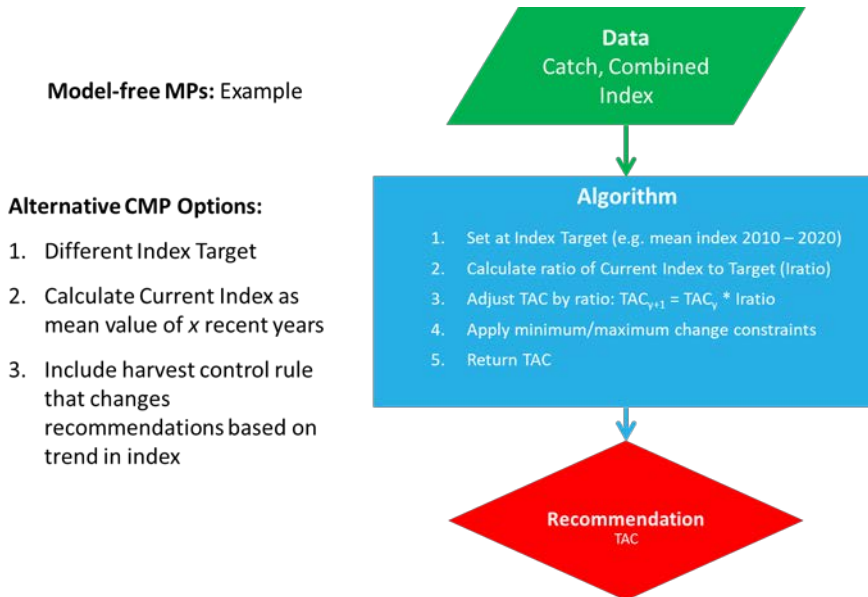 Model-free MPs: Example
Alternative CMP Options:
1. Different Index Target
2. Calculate Current Index as
mean value of x recent years
3. Include harvest control rule
that changes
recommendations based on
trend in index
Data
Catch, Combined
Index
Algorithm
1. Set at Index Target (e.g. mean index 2010 – 2020)
2. Calculate ratio of Current Index to Target (Iratio)
3. Adjust TAC by ratio: TACy+1 = TACy * Iratio
4. Apply minimum/maximum change constraints
5. Return TAC
Recommendation
TAC